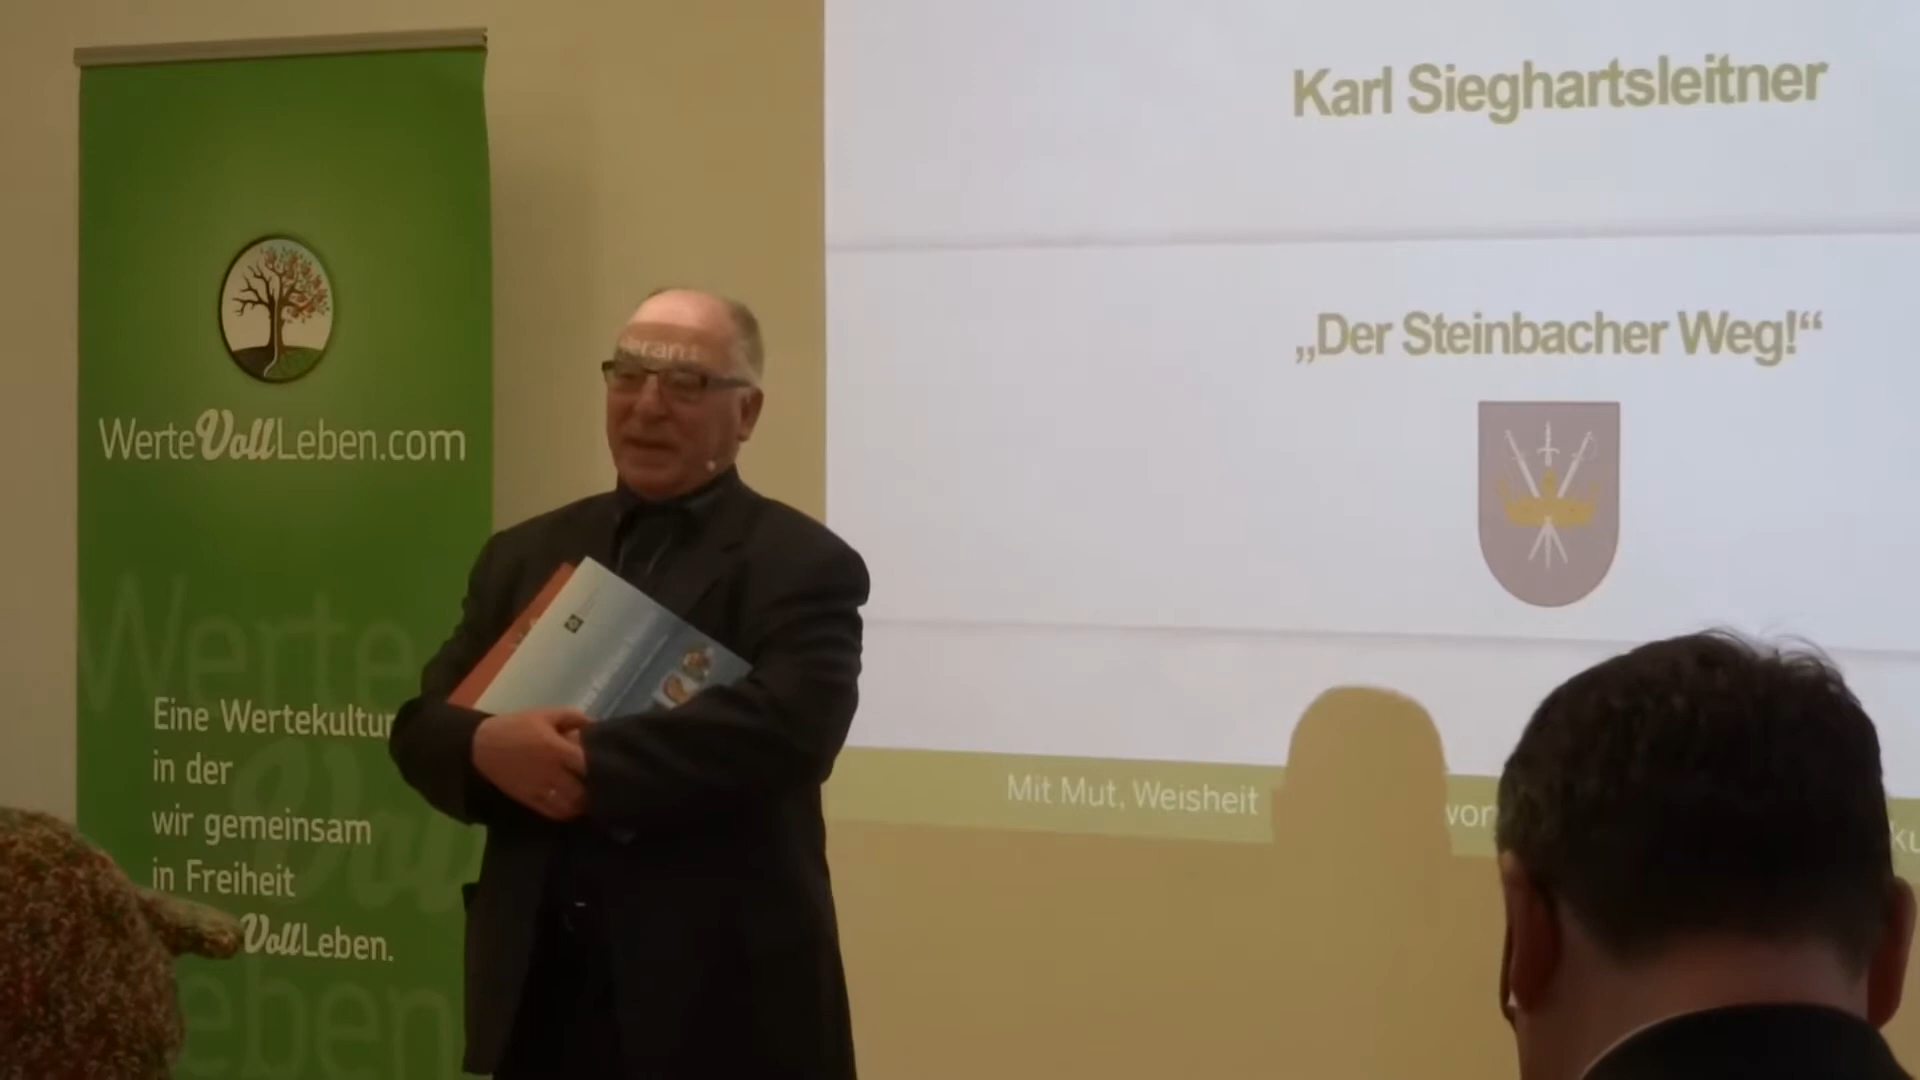 Karl Sieghartsleitner
„Der Steinbacher Weg!“
WerteVollLeben.com
Werte
Eine Wertekultur
in der
wir gemeinsam
in Freiheit
VollLeben.
Mit Mut, Weisheit